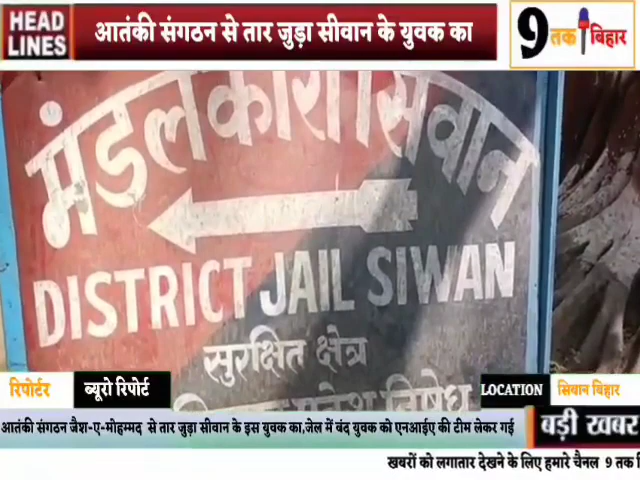 HEAD LINES
आतंकी संगठन से तार जुड़ा सीवान के युवक का
9 तक बिहार
मंडल कारा सिवान
DISTRICT JAIL SIWAN
सुरक्षित क्षेत्र
निषेध
रिपोर्टर
ब्यूरो रिपोर्ट
LOCATION
सिवान बिहार
आतंकी संगठन जैश-ए-मोहम्मद से तार जुड़ा सीवान के इस युवक का,जेल में बंद युवक को एनआईए की टीम लेकर गई
बड़ी खबर
खबरों को लगातार देखने के लिए हमारे चैनल 9 तक